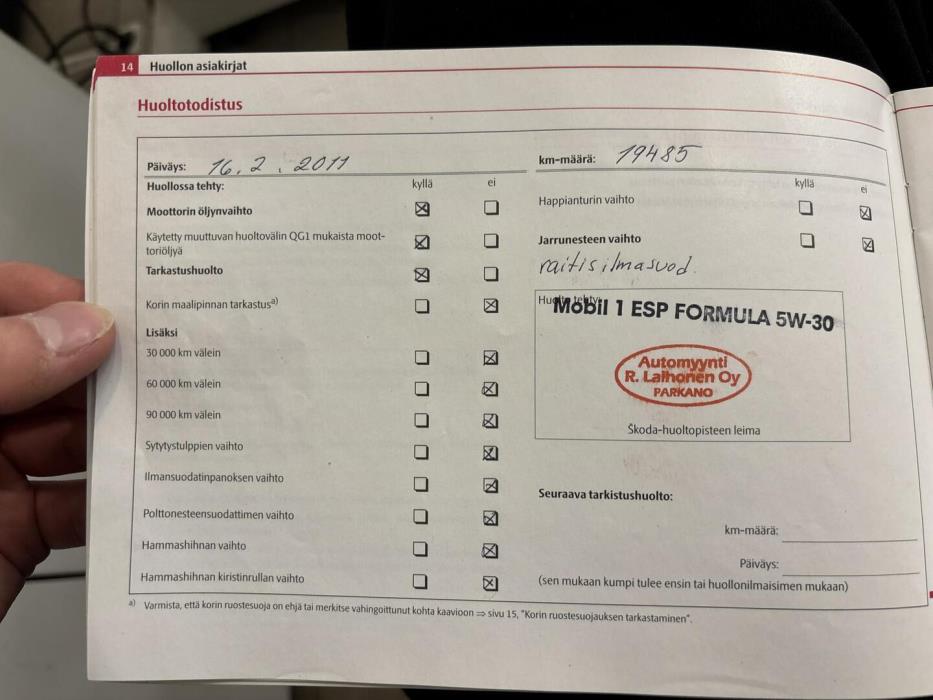 14 Huollon asiakirjat
Huoltotodistus
Päiväys: 16.2.2011
Huollossa tehty: kyllä ei
Moottorin öljynvaihto
Käytetty muuttuvan huoltovälin QG1 mukaista moot-
toriöljyä
Tarkastushuolto
Korin maalipinnan tarkastus a)
Lisäksi
30 000 km välein
60 000 km välein
90 000 km välein
Sytytystulppien vaihto
Ilmansuodatinpanoksen vaihto
Polttonesteensuodattimen vaihto
Hammashihnan vaihto
Hammashihnan kiristinrullan vaihto
km-määrä: 19485
kyllä ei
Happianturin vaihto
Jarrunesteen vaihto
raitisilmasuod.
Huolto tehty:
Mobil 1 ESP FORMULA 5W-30
Automyynti
R. Laihonen Oy
PARKANO
Škoda-huoltopisteen leima
Seuraava tarkistushuolto:
km-määrä:
Päiväys:
(sen mukaan kumpi tulee ensin tai huollonilmaisimen mukaan)
a) Varmista, että korin ruostesuoja on ehjä tai merkitse vahingoittunut kohta kaavioon ⇒ sivu 15, "Korin ruostesuojauksen tarkastaminen".